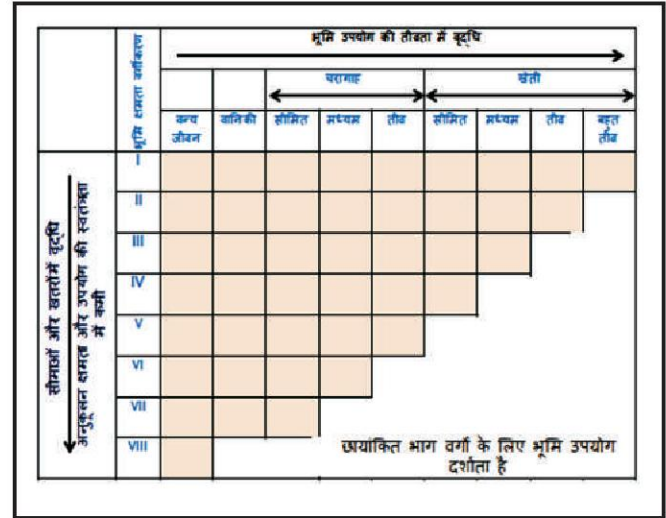 भूमि उपयोग की तीव्रता में वृद्धि
भूमि क्षमता वर्गीकरण
चरागाह
खेती
वन्य जीवन
वानिकी
सीमित
मध्यम
तीव्र
सीमित
मध्यम
तीव्र
बहुत तीव्र
सीमाओं और खतरों में वृद्धि
अनुकूलन क्षमता और उपयोग की स्वतंत्रता में कमी
I
II
III
IV
V
VI
VII
VIII
छायांकित भाग वर्गों के लिए भूमि उपयोग
दर्शाता है